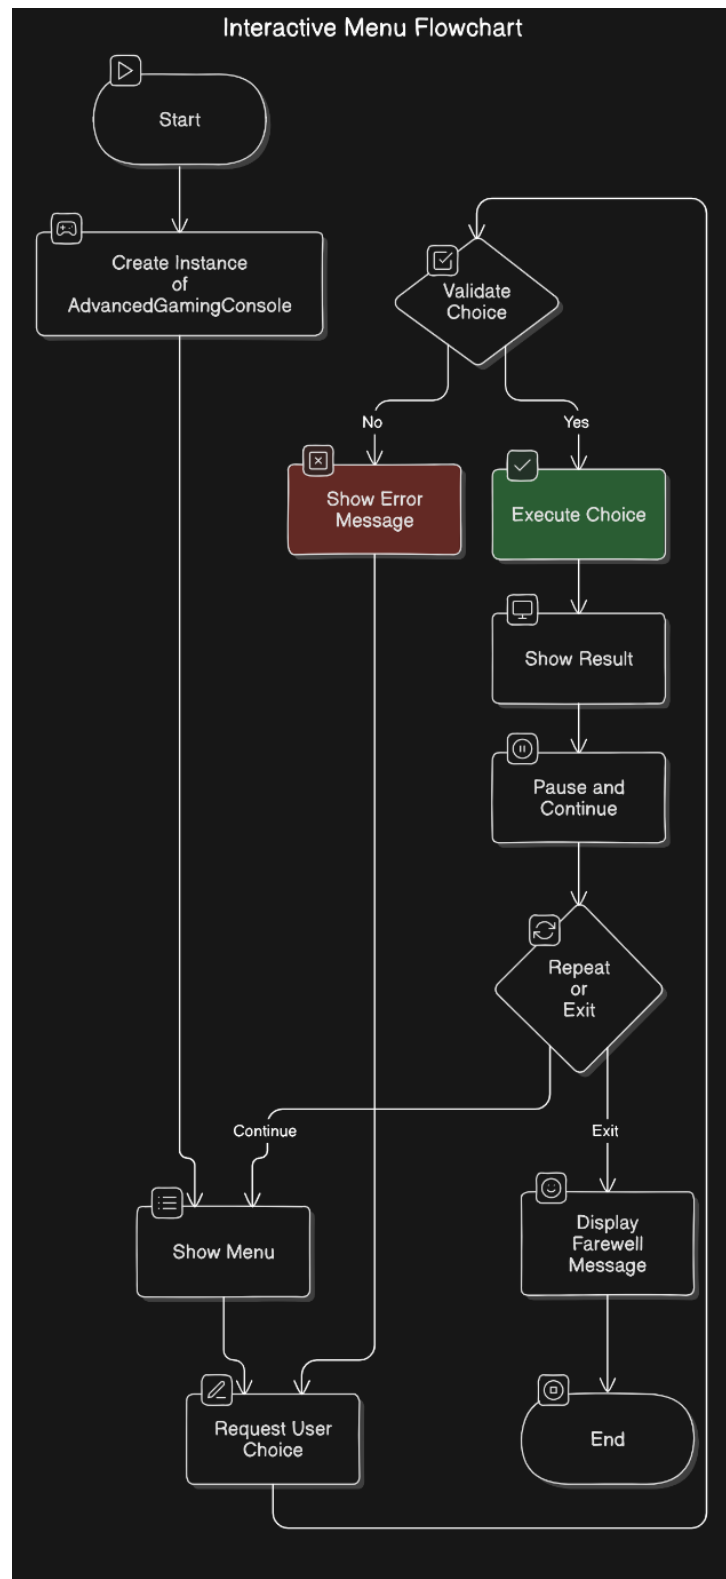 Interactive Menu Flowchart
Start
Create Instance
of
AdvancedGamingConsole
Validate
Choice
No
Yes
Show Error
Message
Execute Choice
Show Result
Pause and
Continue
Repeat
or
Exit
Continue
Exit
Show Menu
Display
Farewell
Message
Request User
Choice
End